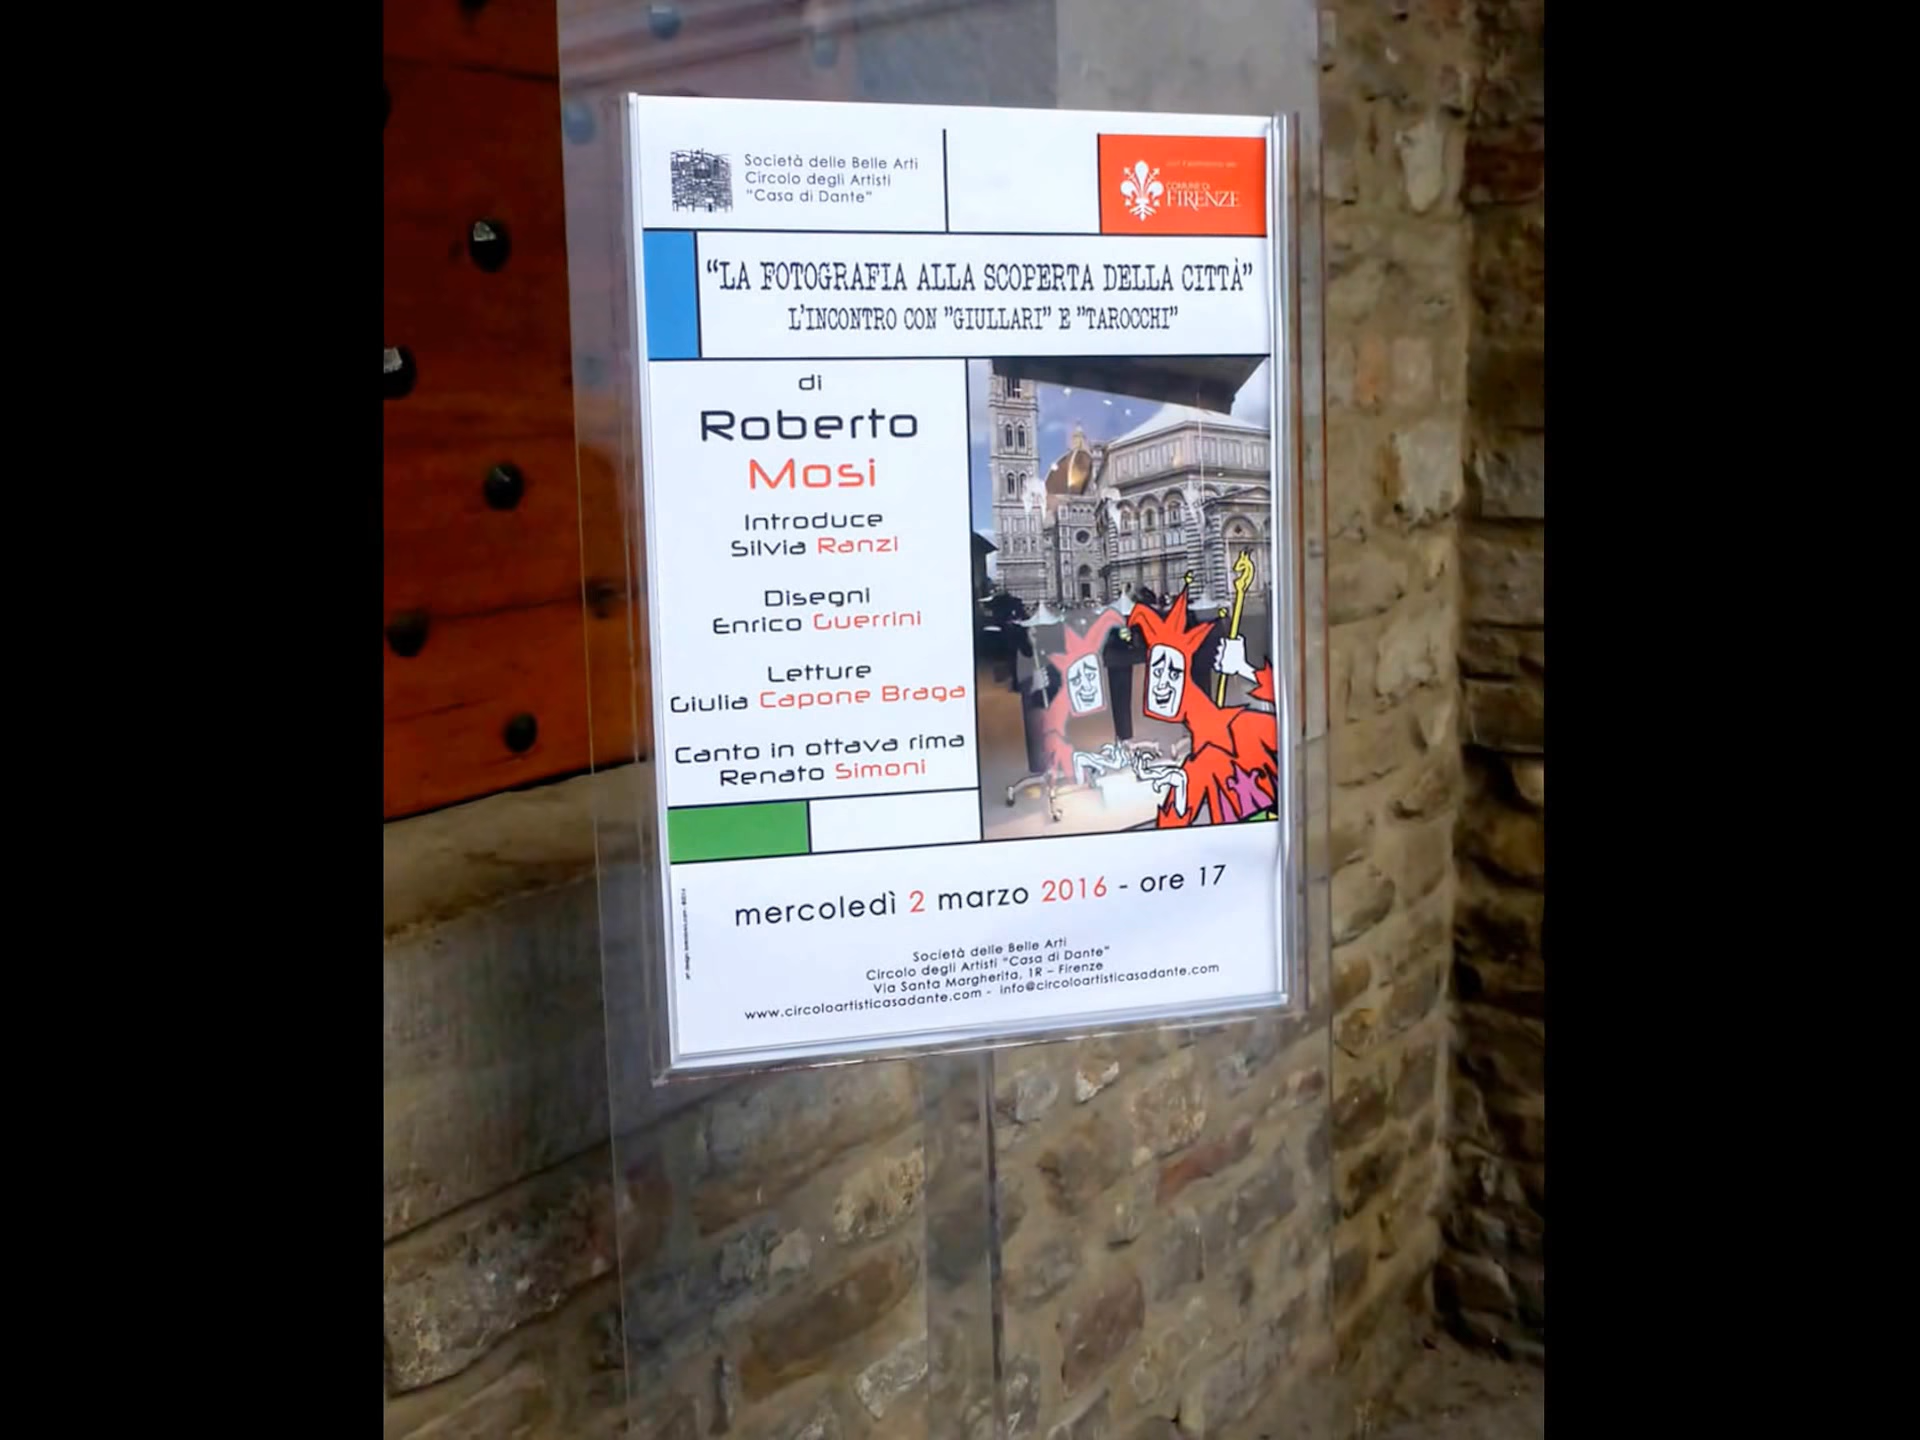 Società delle Belle Arti
Circolo degli Artisti
"Casa di Dante"
COMUNE DI
FIRENZE
"LA FOTOGRAFIA ALLA SCOPERTA DELLA CITTÀ"
L'INCONTRO CON "GIULLARI" E "TAROCCHI"
di
Roberto
Mosi
Introduce
Silvia Ranzi
Disegni
Enrico Guerrini
Letture
Giulia Capone Braga
Canto in ottava rima
Renato Simoni
mercoledì 2 marzo 2016 - ore 17
Società delle Belle Arti
Circolo degli Artisti "Casa di Dante"
Via Santa Margherita, 1R – Firenze
www.circoloartisticasadante.com - info@circoloartisticasadante.com